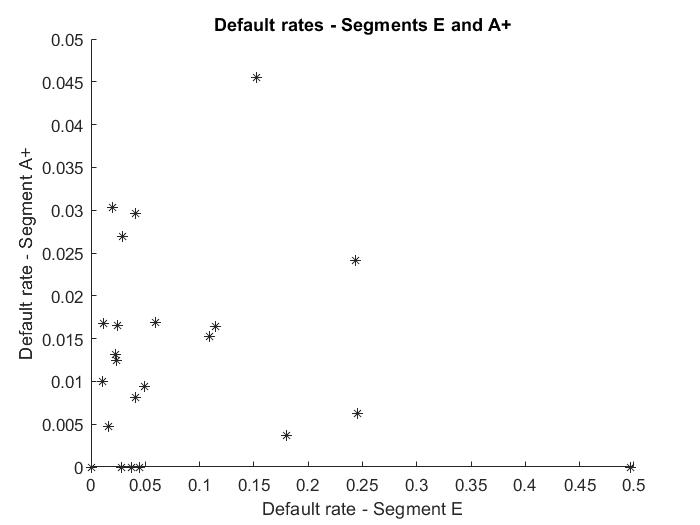 Default rates - Segments E and A+
0.05
0.045
0.04
0.035
0.03
0.025
0.02
0.015
0.01
0.005
0
Default rate - Segment A+
0 0.05 0.1 0.15 0.2 0.25 0.3 0.35 0.4 0.45 0.5
Default rate - Segment E